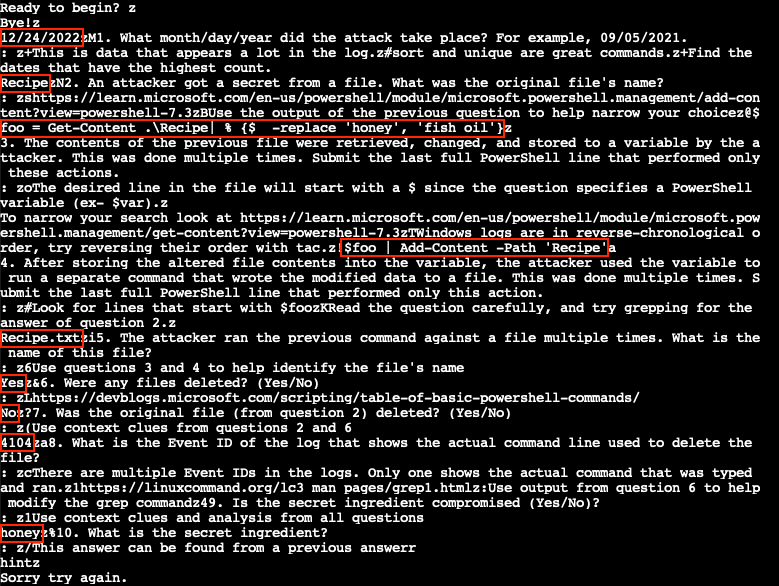 Ready to begin? z
Bye!z
12/24/2022zM1. What month/day/year did the attack take place? For example, 09/05/2021.
: z+This is data that appears a lot in the log.z#sort and unique are great commands.z+Find the
dates that have the highest count.
RecipezN2. An attacker got a secret from a file. What was the original file's name?
: zshttps://learn.microsoft.com/en-us/powershell/module/microsoft.powershell.management/add-con
tent?view=powershell-7.3zBUse the output of the previous question to help narrow your choicez@$
foo = Get-Content .\Recipe| % {$_ -replace 'honey', 'fish oil'}z
3. The contents of the previous file were retrieved, changed, and stored to a variable by the a
ttacker. This was done multiple times. Submit the last full PowerShell line that performed only
these actions.
: zoThe desired line in the file will start with a $ since the question specifies a PowerShell
variable (ex- $var).z
To narrow your search look at https://learn.microsoft.com/en-us/powershell/module/microsoft.pow
ershell.management/get-content?view=powershell-7.3zTWindows logs are in reverse-chronological o
rder, try reversing their order with tac.z!$foo | Add-Content -Path 'Recipe'a
4. After storing the altered file contents into the variable, the attacker used the variable to
run a separate command that wrote the modified data to a file. This was done multiple times. S
ubmit the last full PowerShell line that performed only this action.
: z#Look for lines that start with $foozKRead the question carefully, and try grepping for the
answer of question 2.z
Recipe.txtzi5. The attacker ran the previous command against a file multiple times. What is the
name of this file?
: z6Use questions 3 and 4 to help identify the file's name
Yesz&6. Were any files deleted? (Yes/No)
: zLhttps://devblogs.microsoft.com/scripting/table-of-basic-powershell-commands/
Noz?7. Was the original file (from question 2) deleted? (Yes/No)
: z(Use context clues from questions 2 and 6
4104za8. What is the Event ID of the log that shows the actual command line used to delete the
file?
: zcThere are multiple Event IDs in the logs. Only one shows the actual command that was typed
and ran.z1https://linuxcommand.org/lc3_man_pages/grep1.htmlz:Use output from question 6 to help
modify the grep commandz49. Is the secret ingredient compromised (Yes/No)?
: z1Use context clues and analysis from all questions
honeyz%10. What is the secret ingredient?
: z/This answer can be found from a previous answerr
hintz
Sorry try again.